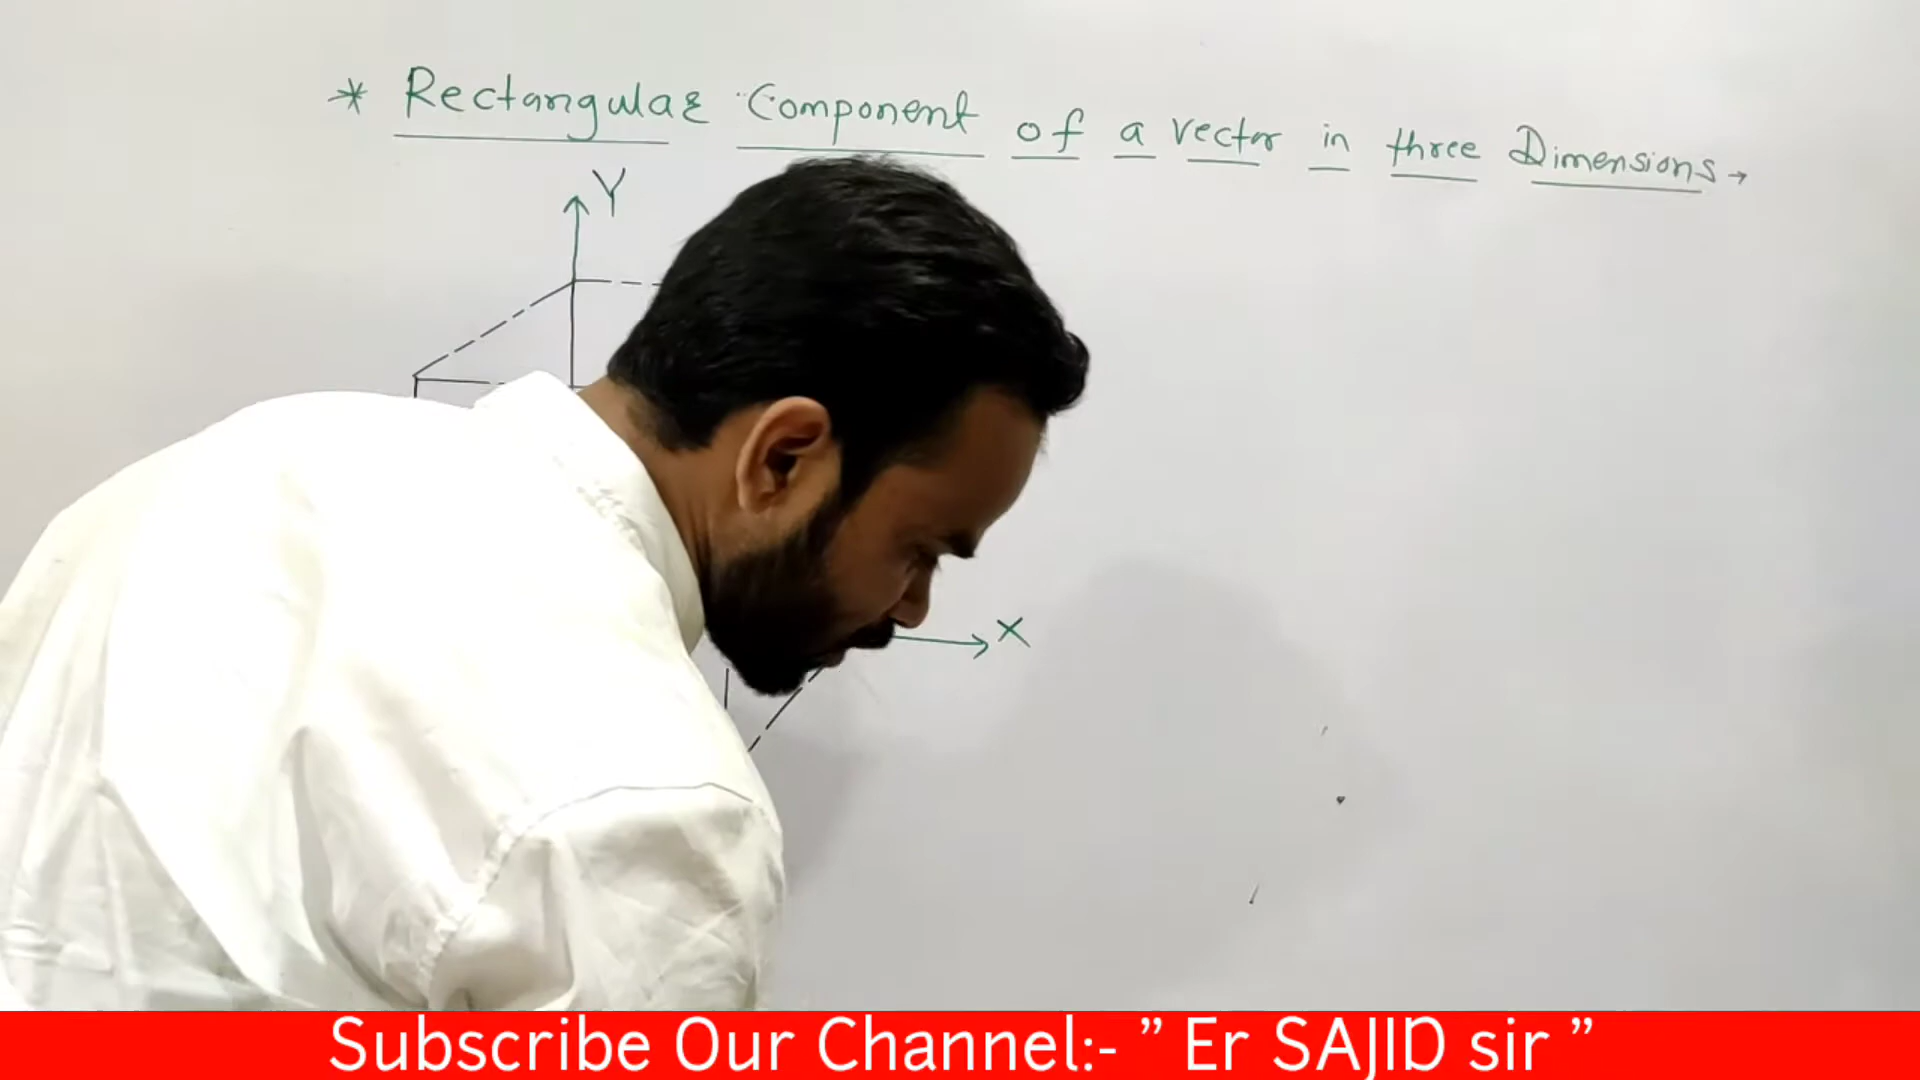 * Rectangular Component of a vector in three Dimensions →
Y
X
Subscribe Our Channel:- ” Er SAJID sir ”